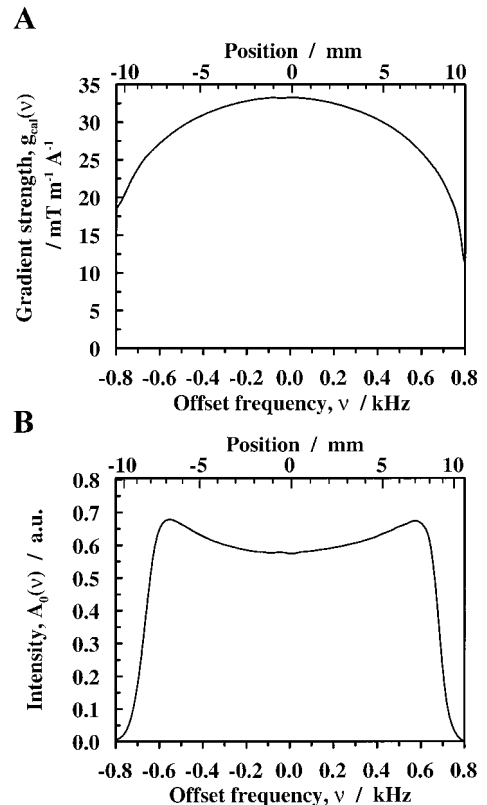 A
Position / mm
-10 -5 0 5 10
Gradient strength, g_cal(ν)
/ mT m⁻¹ A⁻¹
35
30
25
20
15
10
5
0
-0.8 -0.6 -0.4 -0.2 0.0 0.2 0.4 0.6 0.8
Offset frequency, ν / kHz
B
Position / mm
-10 -5 0 5 10
Intensity, A₀(ν) / a.u.
0.8
0.7
0.6
0.5
0.4
0.3
0.2
0.1
0.0
-0.8 -0.6 -0.4 -0.2 0.0 0.2 0.4 0.6 0.8
Offset frequency, ν / kHz